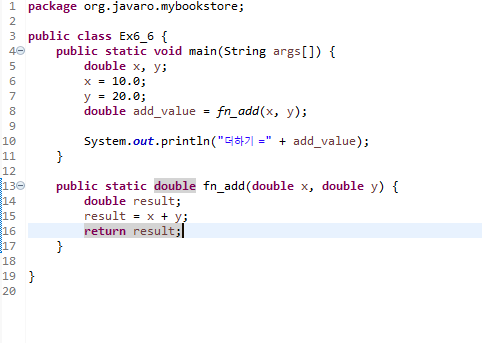 1 package org.javaro.mybookstore;
2
3 public class Ex6_6 {
4 public static void main(String args[]) {
5 double x, y;
6 x = 10.0;
7 y = 20.0;
8 double add_value = fn_add(x, y);
9
10 System.out.println("더하기 =" + add_value);
11 }
12
13 public static double fn_add(double x, double y) {
14 double result;
15 result = x + y;
16 return result;
17 }
18
19 }
20